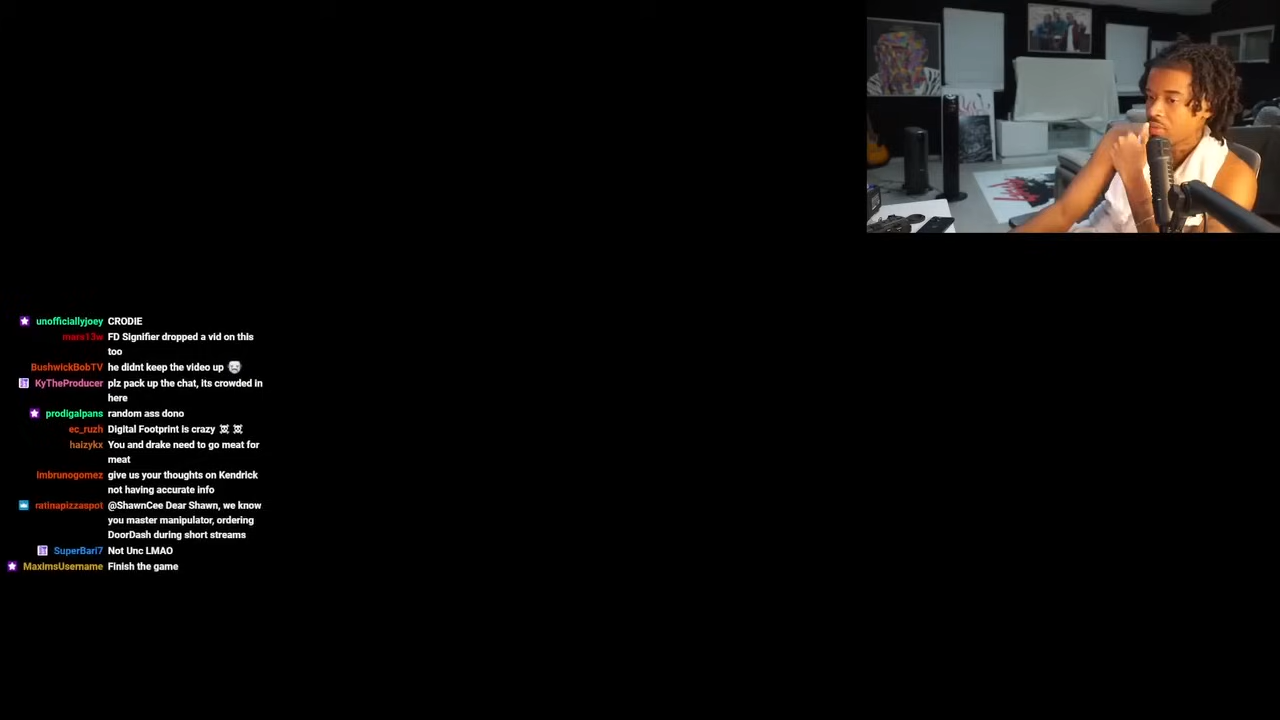 unofficiallyjoey CRODIE
mars13x FD Signifier dropped a vid on this
too
BushwickBobTV he didnt keep the video up
KyTheProducer plz pack up the chat, its crowded in
here
prodigalpans random ass dono
ec_ruzh Digital Footprint is crazy ☠️ ☠️
haizykx You and drake need to go meat for
meat
imbrunogomez give us your thoughts on Kendrick
not having accurate info
ratinapizzaspot @ShawnCee Dear Shawn, we know
you master manipulator, ordering
DoorDash during short streams
SuperBari7 Not Unc LMAO
MaximsUsername Finish the game